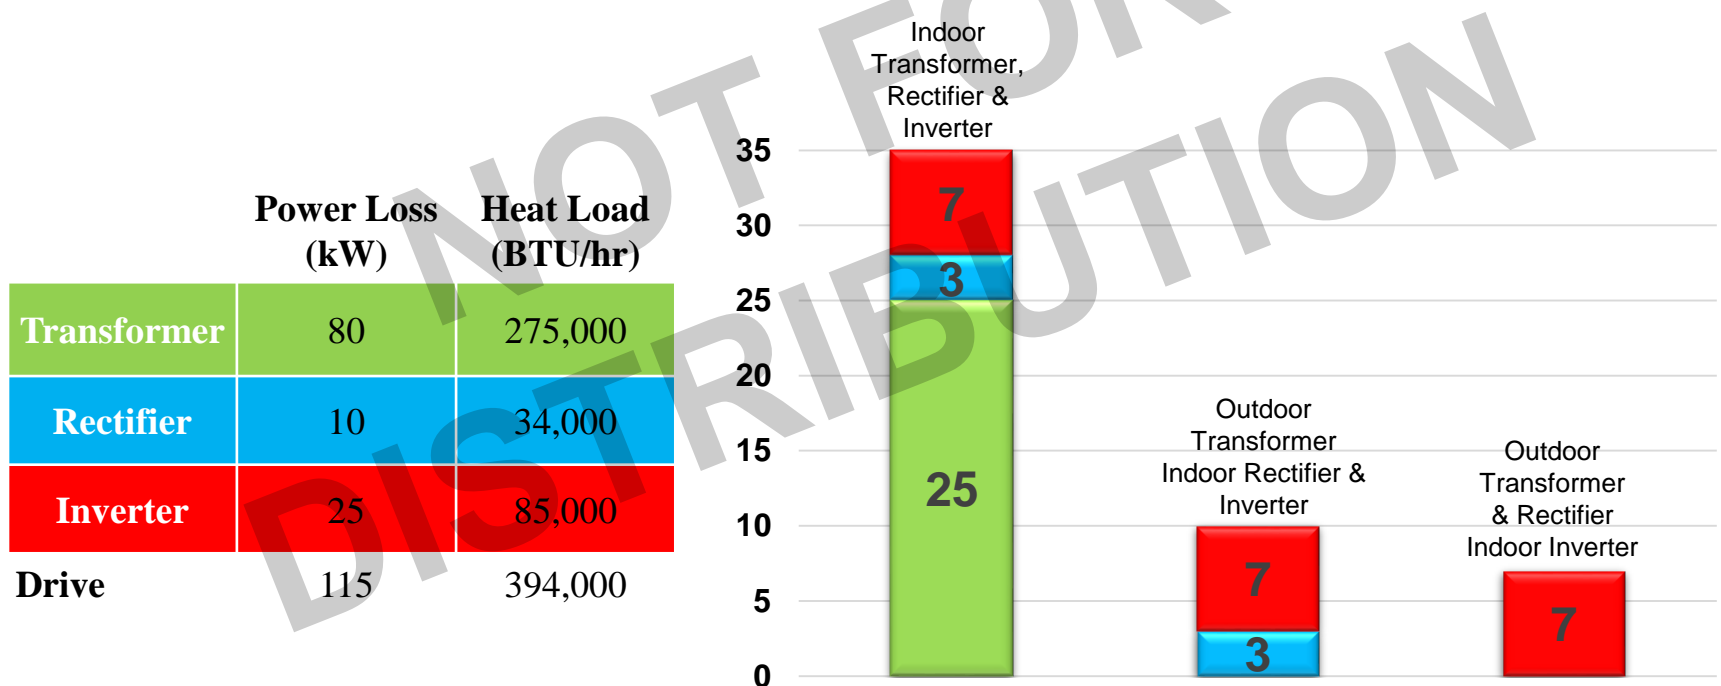 Power Loss Heat Load
(kW) (BTU/hr)
Transformer 80 275,000
Rectifier 10 34,000
Inverter 25 85,000
Drive 115 394,000
Indoor
Transformer,
Rectifier &
Inverter
35
30
25
20
15
10
5
0
7
3
25
Outdoor
Transformer
Indoor Rectifier &
Inverter
7
3
Outdoor
Transformer
& Rectifier
Indoor Inverter
7
NOT FOR
DISTRIBUTION